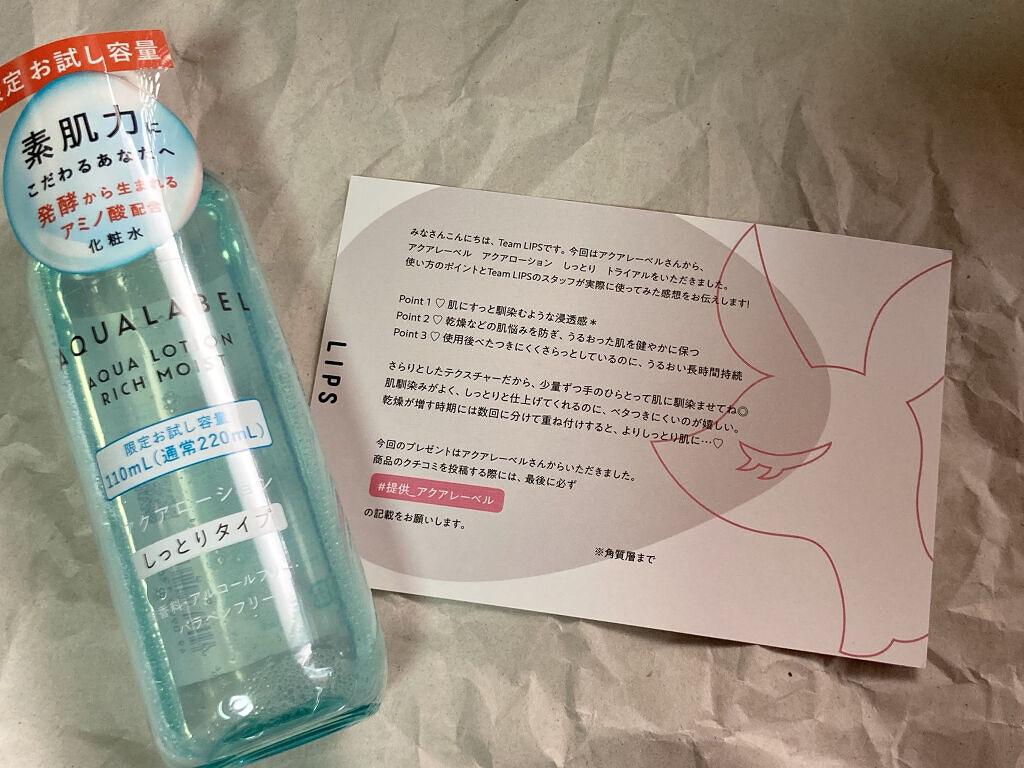 限定 お試し容量
素肌力に
こだわるあなたへ
発酵から生まれる
アミノ酸配合
化粧水
AQUALABEL
AQUA LOTION
RICH MOIST
限定お試し容量
110mL(通常220mL)
アクアローション
しっとりタイプ
香料・アルコールフリー・
パラベンフリー
LIPS
みなさんこんにちは、Team LIPSです。今回はアクアレーベルさんから、
アクアレーベル アクアローション しっとり トライアルをいただきました。
使い方のポイントとTeam LIPSのスタッフが実際に使ってみた感想をお伝えします!
Point 1 ♡ 肌にすっと馴染むような浸透感＊
Point 2 ♡ 乾燥などの肌悩みを防ぎ、うるおった肌を健やかに保つ
Point 3 ♡ 使用後べたつきにくくさらっとしているのに、うるおい長時間持続
さらりとしたテクスチャーだから、少量ずつ手のひらとって肌に馴染ませてね◎
肌馴染みがよく、しっとりと仕上げてくれるのに、ベタつきにくいのが嬉しい。
乾燥が増す時期には数回に分けて重ね付けすると、よりしっとり肌に…♡
今回のプレゼントはアクアレーベルさんからいただきました。
商品のクチコミを投稿する際には、最後に必ず
#提供_アクアレーベル
の記載をお願いします。
※角質層まで